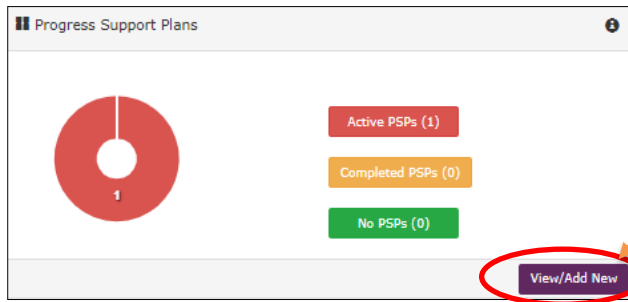 Progress Support Plans
Active PSPs (1)
Completed PSPs (0)
1
No PSPs (0)
View/Add New